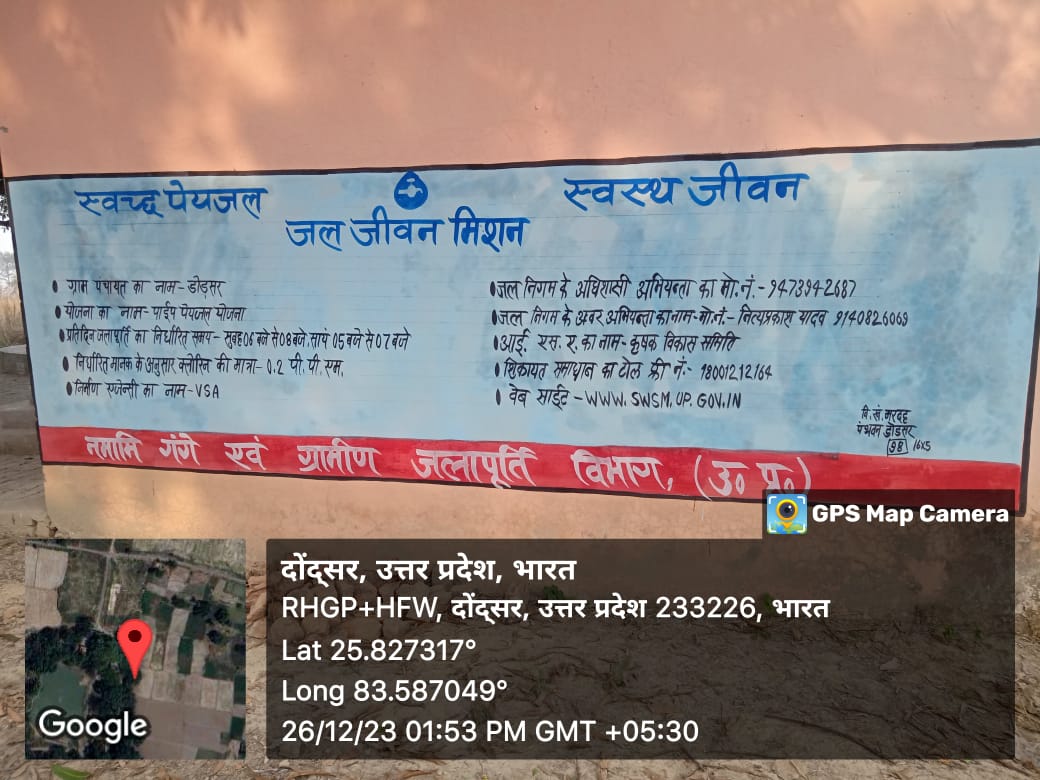 स्वच्छ पेयजल
स्वस्थ जीवन
जल जीवन मिशन
• ग्राम पंचायत का नाम - डोड़सर
• योजना का नाम - पाईप पेयजल योजना
• प्रतिदिन जलापूर्ति का निर्धारित समय - सुबह 06 बजे से 08 बजे, सायं 05 बजे से 07 बजे
• निर्धारित मानक के अनुसार क्लोरिन की मात्रा - 0.2 पी. पी. एम.
• निर्माण एजेन्सी का नाम - VSA
• जल निगम के अधिशासी अभियन्ता का मो. नं. - 9473942687
• जल निगम के अवर अभियन्ता का नाम - मो. नं. - नित्यप्रकाश यादव 9140826069
• आई. एस. ए. का नाम - कृषक विकास समिति
• शिकायत समाधान का टोल फ्री नं. - 18001212164
• वेब साईट - WWW. SWSM. UP. GOV. IN
वि. खं. मरदह
डोड़सर
98 16x5
नमामि गंगे एवं ग्रामीण जलापूर्ति विभाग, (उ० प्र०)
GPS Map Camera
दोंद्सर, उत्तर प्रदेश, भारत
RHGP+HFW, दोंद्सर, उत्तर प्रदेश 233226, भारत
Lat 25.827317°
Long 83.587049°
26/12/23 01:53 PM GMT +05:30
Google